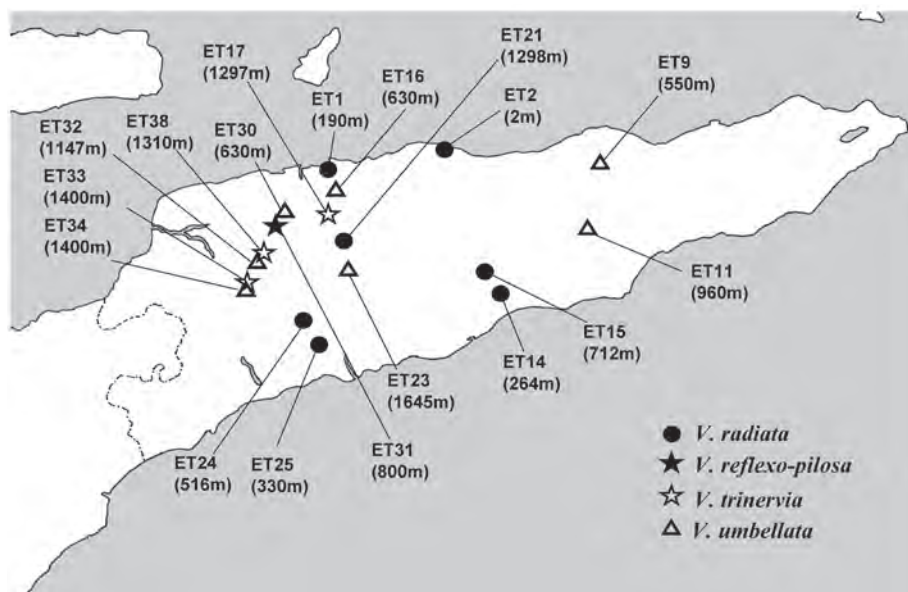 ET17
(1297m)
ET21
(1298m)
ET16
(630m)
ET9
(550m)
ET1
(190m)
ET2
(2m)
ET32
(1147m)
ET38
(1310m)
ET30
(630m)
ET33
(1400m)
ET34
(1400m)
ET11
(960m)
ET15
(712m)
ET14
(264m)
ET23
(1645m)
ET31
(800m)
ET24
(516m)
ET25
(330m)
V. radiata
V. reflexo-pilosa
V. trinervia
V. umbellata